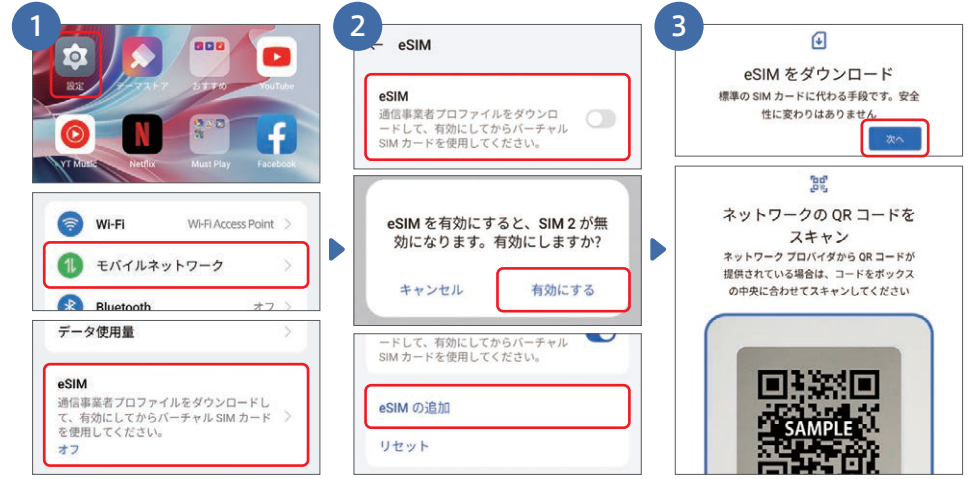 1
設定
テーマストア
おすすめ
YouTube
YT Music
Netflix
Must Play
Facebook
Wi-Fi
Wi-Fi Access Point
モバイルネットワーク
Bluetooth
オフ
データ使用量
eSIM
通信事業者プロファイルをダウンロードし
て、有効にしてからバーチャル SIM カード
を使用してください。
オフ
2
← eSIM
eSIM
通信事業者プロファイルをダウンロ
ードして、有効にしてからバーチャル
SIM カードを使用してください。
eSIM を有効にすると、SIM 2 が無
効になります。有効にしますか?
キャンセル
有効にする
ードして、有効にしてからバーチャル
SIM カードを使用してください。
eSIM の追加
リセット
3
eSIM をダウンロード
標準の SIM カードに代わる手段です。安全
性に変わりはありません
次へ
ネットワークの QR コードを
スキャン
ネットワーク プロバイダから QR コードが
提供されている場合は、コードをボックス
の中央に合わせてスキャンしてください
SAMPLE